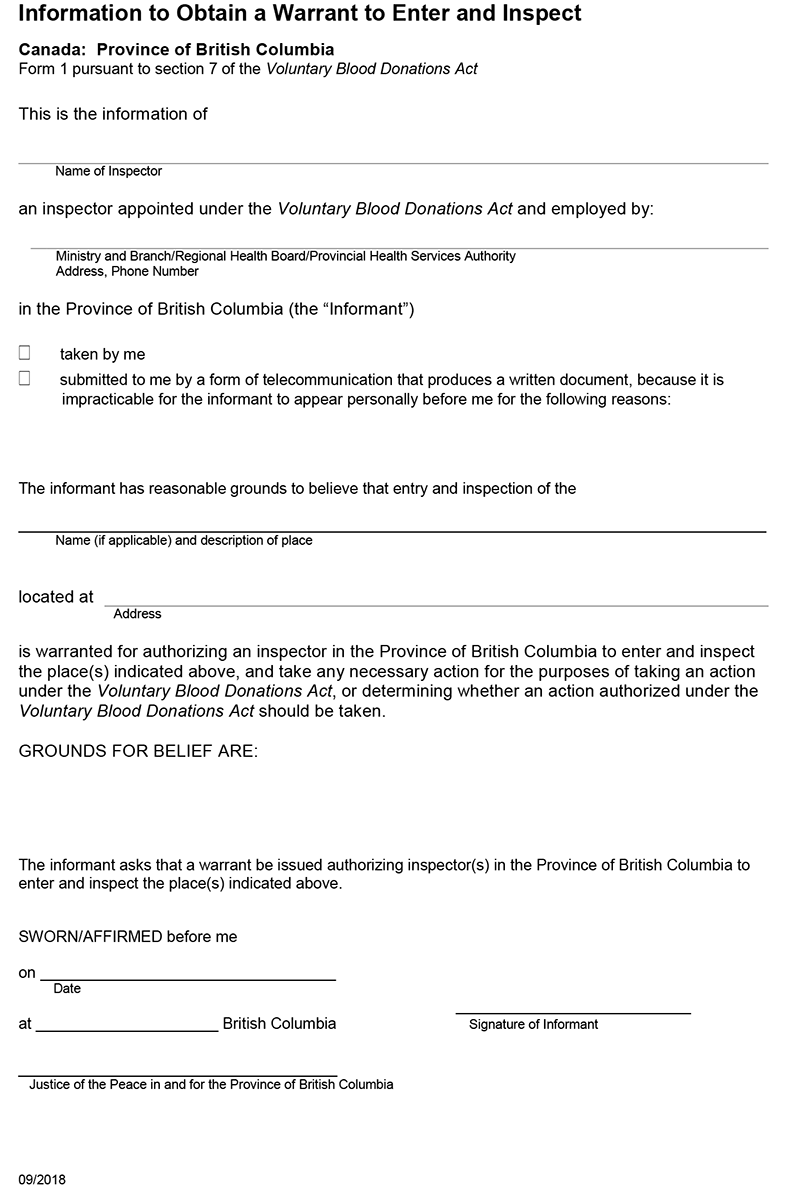 Information to Obtain a Warrant to Enter and Inspect
Canada: Province of British Columbia
Form 1 pursuant to section 7 of the Voluntary Blood Donations Act
This is the information of
Name of Inspector
an inspector appointed under the Voluntary Blood Donations Act and employed by:
Ministry and Branch/Regional Health Board/Provincial Health Services Authority
Address, Phone Number
in the Province of British Columbia (the “Informant”)
taken by me
submitted to me by a form of telecommunication that produces a written document, because it is
impracticable for the informant to appear personally before me for the following reasons:
The informant has reasonable grounds to believe that entry and inspection of the
Name (if applicable) and description of place
located at
Address
is warranted for authorizing an inspector in the Province of British Columbia to enter and inspect
the place(s) indicated above, and take any necessary action for the purposes of taking an action
under the Voluntary Blood Donations Act, or determining whether an action authorized under the
Voluntary Blood Donations Act should be taken.
GROUNDS FOR BELIEF ARE:
The informant asks that a warrant be issued authorizing inspector(s) in the Province of British Columbia to
enter and inspect the place(s) indicated above.
SWORN/AFFIRMED before me
on
Date
at British Columbia
Signature of Informant
Justice of the Peace in and for the Province of British Columbia
09/2018